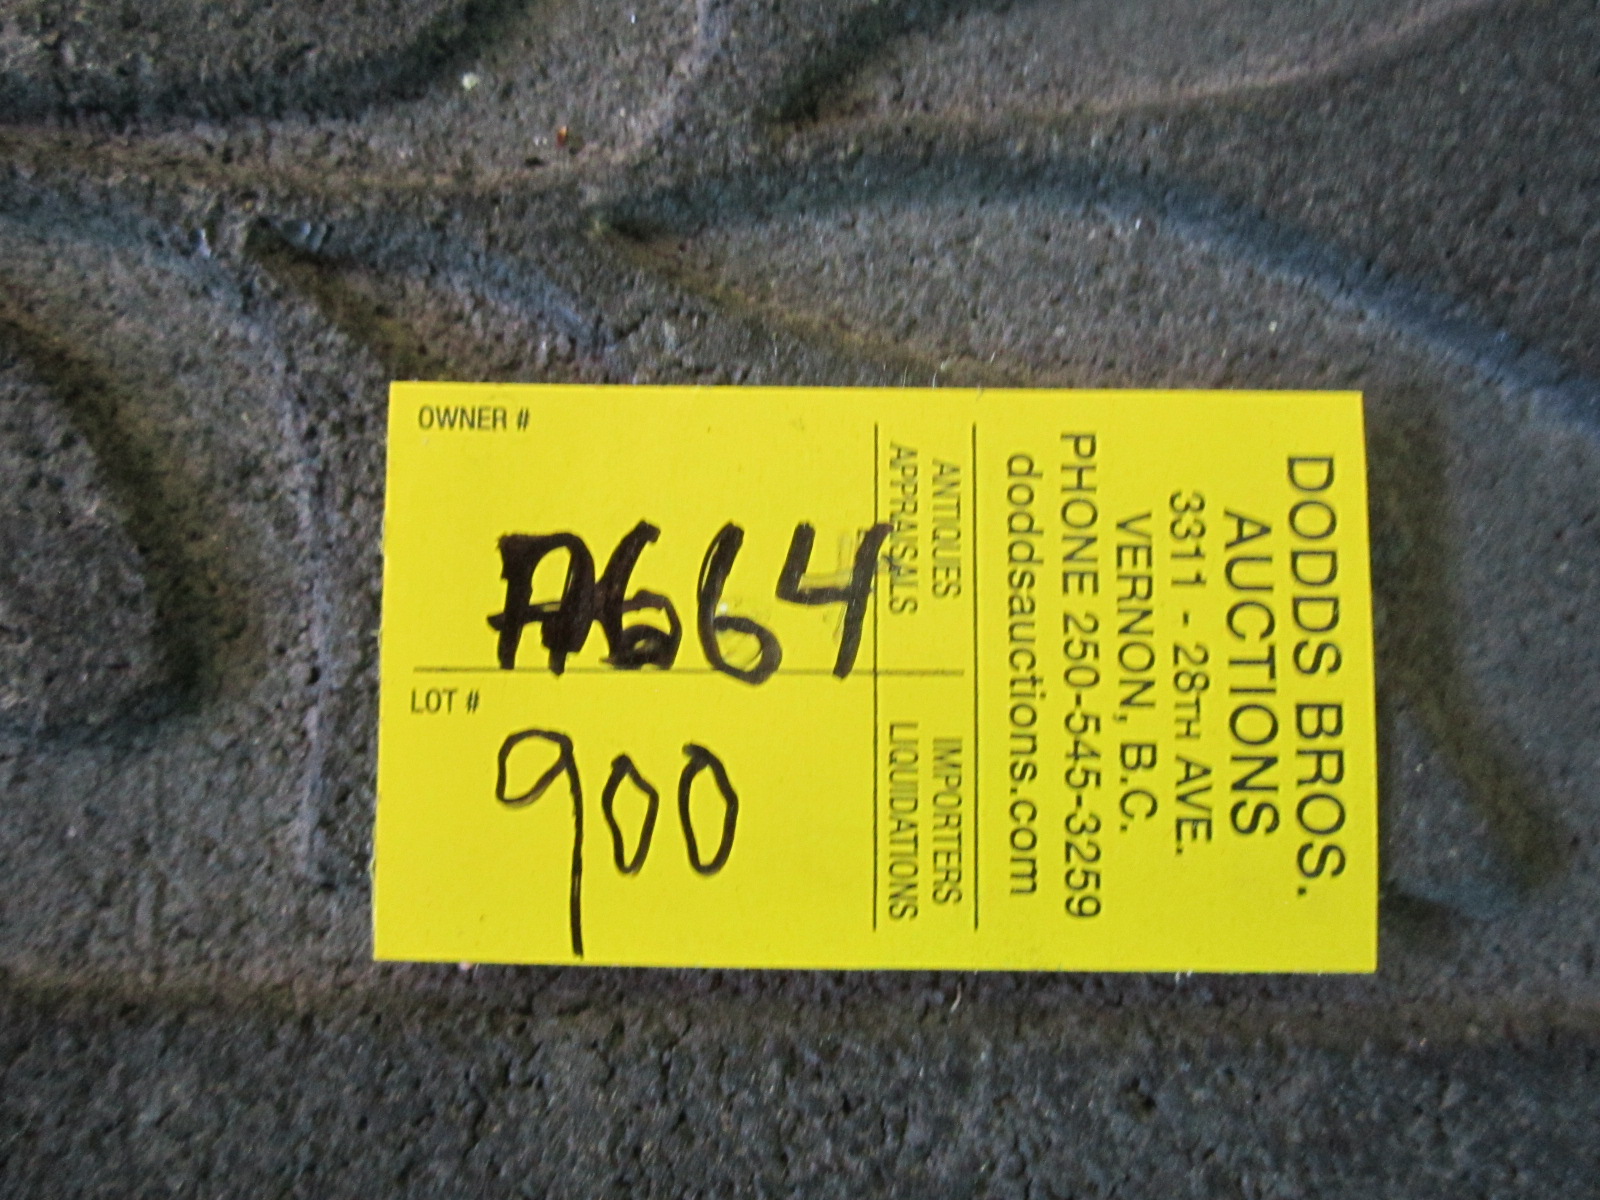 DODDS BROS.
AUCTIONS
3311 - 28TH AVE.
VERNON, B.C.
PHONE 250-545-3259
doddsauctions.com
ANTIQUES IMPORTERS
APPRAISALS LIQUIDATIONS
OWNER #
A664
LOT #
900